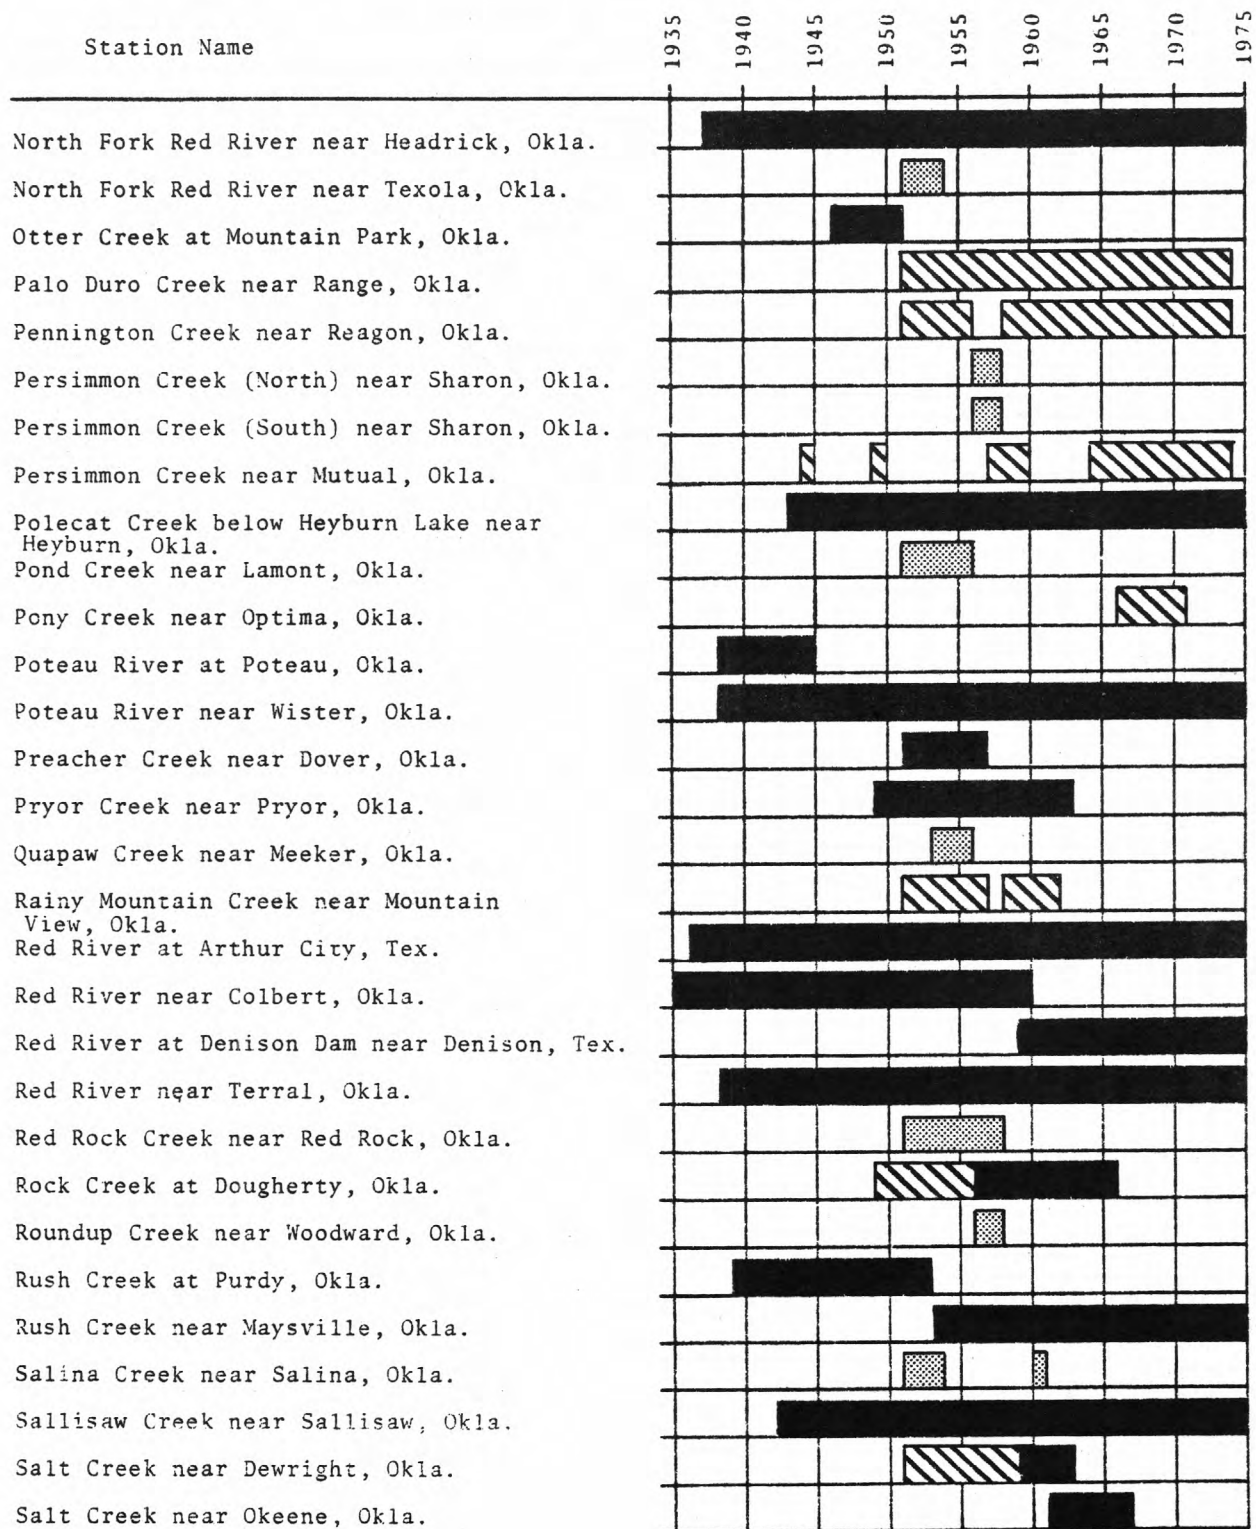 Station Name
1935 1940 1945 1950 1955 1960 1965 1970 1975
North Fork Red River near Headrick, Okla.
North Fork Red River near Texola, Okla.
Otter Creek at Mountain Park, Okla.
Palo Duro Creek near Range, Okla.
Pennington Creek near Reagon, Okla.
Persimmon Creek (North) near Sharon, Okla.
Persimmon Creek (South) near Sharon, Okla.
Persimmon Creek near Mutual, Okla.
Polecat Creek below Heyburn Lake near
Heyburn, Okla.
Pond Creek near Lamont, Okla.
Pony Creek near Optima, Okla.
Poteau River at Poteau, Okla.
Poteau River near Wister, Okla.
Preacher Creek near Dover, Okla.
Pryor Creek near Pryor, Okla.
Quapaw Creek near Meeker, Okla.
Rainy Mountain Creek near Mountain
View, Okla.
Red River at Arthur City, Tex.
Red River near Colbert, Okla.
Red River at Denison Dam near Denison, Tex.
Red River near Terral, Okla.
Red Rock Creek near Red Rock, Okla.
Rock Creek at Dougherty, Okla.
Roundup Creek near Woodward, Okla.
Rush Creek at Purdy, Okla.
Rush Creek near Maysville, Okla.
Salina Creek near Salina, Okla.
Sallisaw Creek near Sallisaw, Okla.
Salt Creek near Dewright, Okla.
Salt Creek near Okeene, Okla.